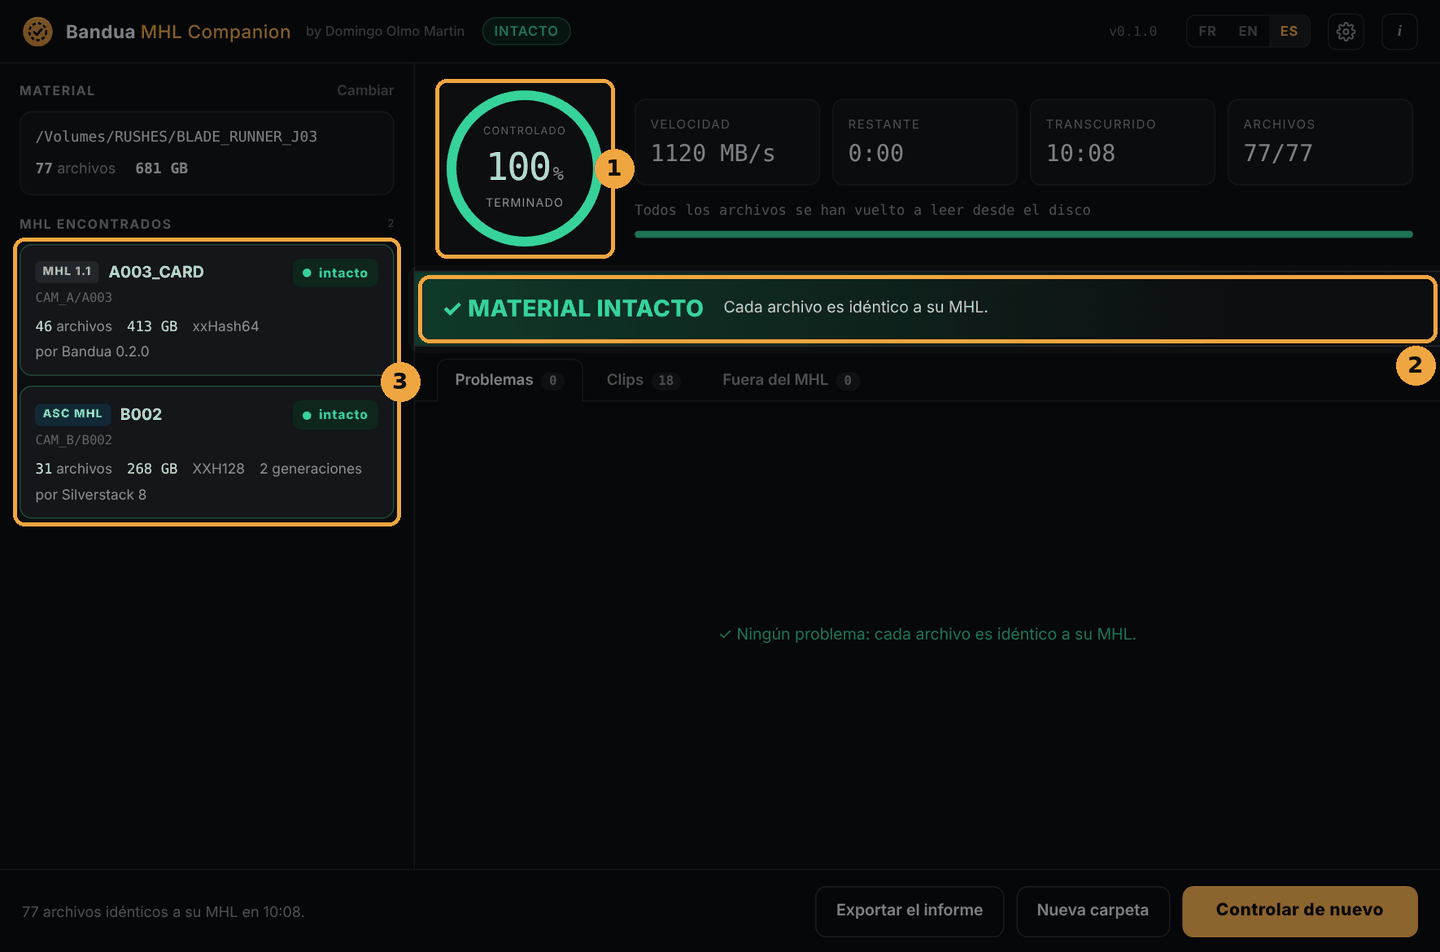 Bandua MHL Companion by Domingo Olmo Martin INTACTO v0.1.0 FR EN ES i
MATERIAL Cambiar
/Volumes/RUSHES/BLADE_RUNNER_J03
77 archivos 681 GB
MHL ENCONTRADOS 2
MHL 1.1 A003_CARD intacto
CAM_A/A003
46 archivos 413 GB xxHash64
por Bandua 0.2.0
3
ASC MHL B002 intacto
CAM_B/B002
31 archivos 268 GB XXH128 2 generaciones
por Silverstack 8
CONTROLADO
100%
TERMINADO
1
VELOCIDAD
1120 MB/s
RESTANTE
0:00
TRANSCURRIDO
10:08
ARCHIVOS
77/77
Todos los archivos se han vuelto a leer desde el disco
✓ MATERIAL INTACTO Cada archivo es idéntico a su MHL.
2
Problemas 0 Clips 18 Fuera del MHL 0
✓ Ningún problema: cada archivo es idéntico a su MHL.
77 archivos idénticos a su MHL en 10:08.
Exportar el informe Nueva carpeta Controlar de nuevo